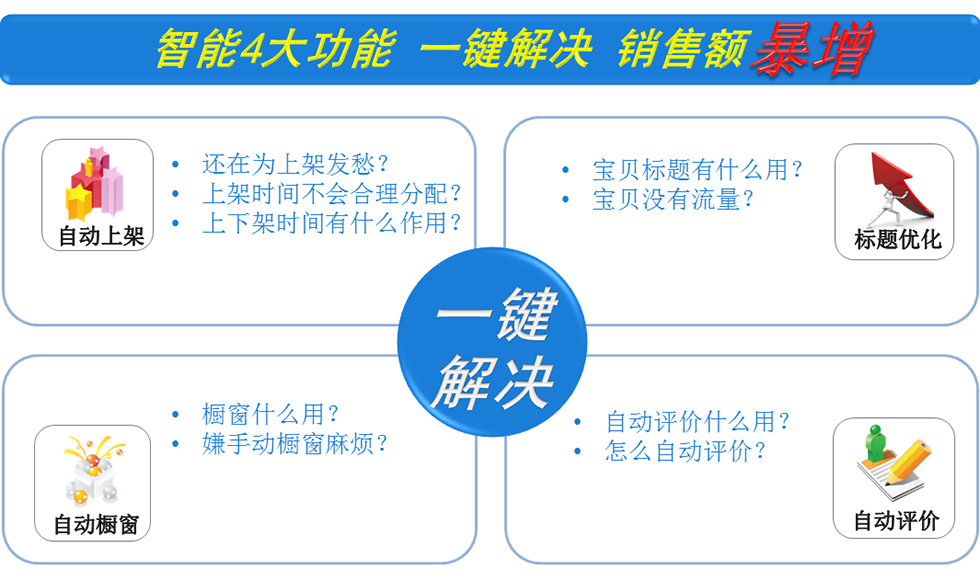 智能4大功能 一键解决 销售额暴增
自动上架
• 还在为上架发愁？
• 上架时间不会合理分配？
• 上下架时间有什么作用？
• 宝贝标题有什么用？
• 宝贝没有流量？
标题优化
一键
解决
• 橱窗什么用？
• 嫌手动橱窗麻烦？
自动橱窗
• 自动评价什么用？
• 怎么自动评价？
自动评价